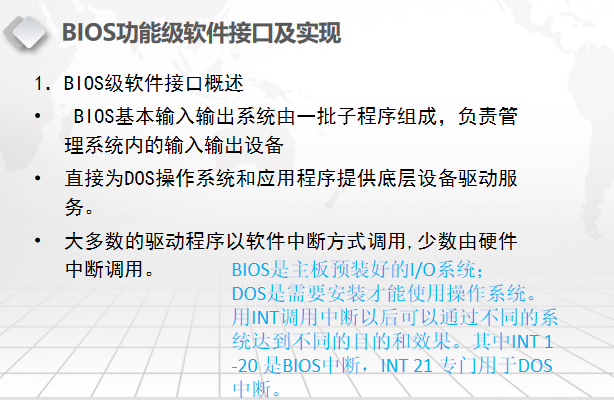 BIOS功能级软件接口及实现
1. BIOS级软件接口概述
• BIOS基本输入输出系统由一批子程序组成，负责管
理系统内的输入输出设备
• 直接为DOS操作系统和应用程序提供底层设备驱动服
务。
• 大多数的驱动程序以软件中断方式调用,少数由硬件
中断调用。
BIOS是主板预装好的I/O系统；
DOS是需要安装才能使用操作系统。
用INT调用中断以后可以通过不同的系
统达到不同的目的和效果。其中INT 1
-20 是BIOS中断，INT 21 专门用于DOS
中断。